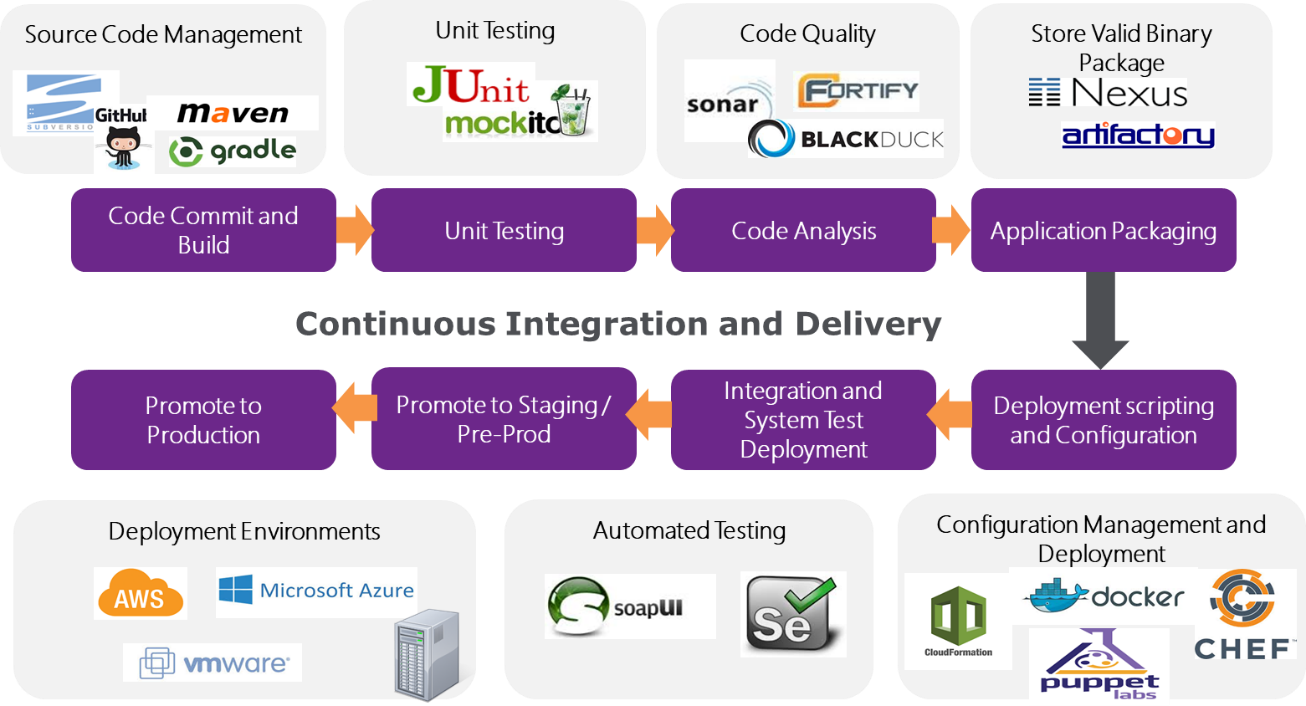 Source Code Management
SUBVERSIO
GitHub
maven
gradle
Unit Testing
JUnit
mockito
Code Quality
sonar
FORTIFY
BLACKDUCK
Store Valid Binary
Package
Nexus
artifactory
Code Commit and
Build
Unit Testing
Code Analysis
Application Packaging
Continuous Integration and Delivery
Promote to
Production
Promote to Staging /
Pre-Prod
Integration and
System Test
Deployment
Deployment scripting
and Configuration
Deployment Environments
AWS
Microsoft Azure
vmware®
Automated Testing
soapUI
Se
Configuration Management and
Deployment
CloudFormation
docker
CHEF™
puppet
labs